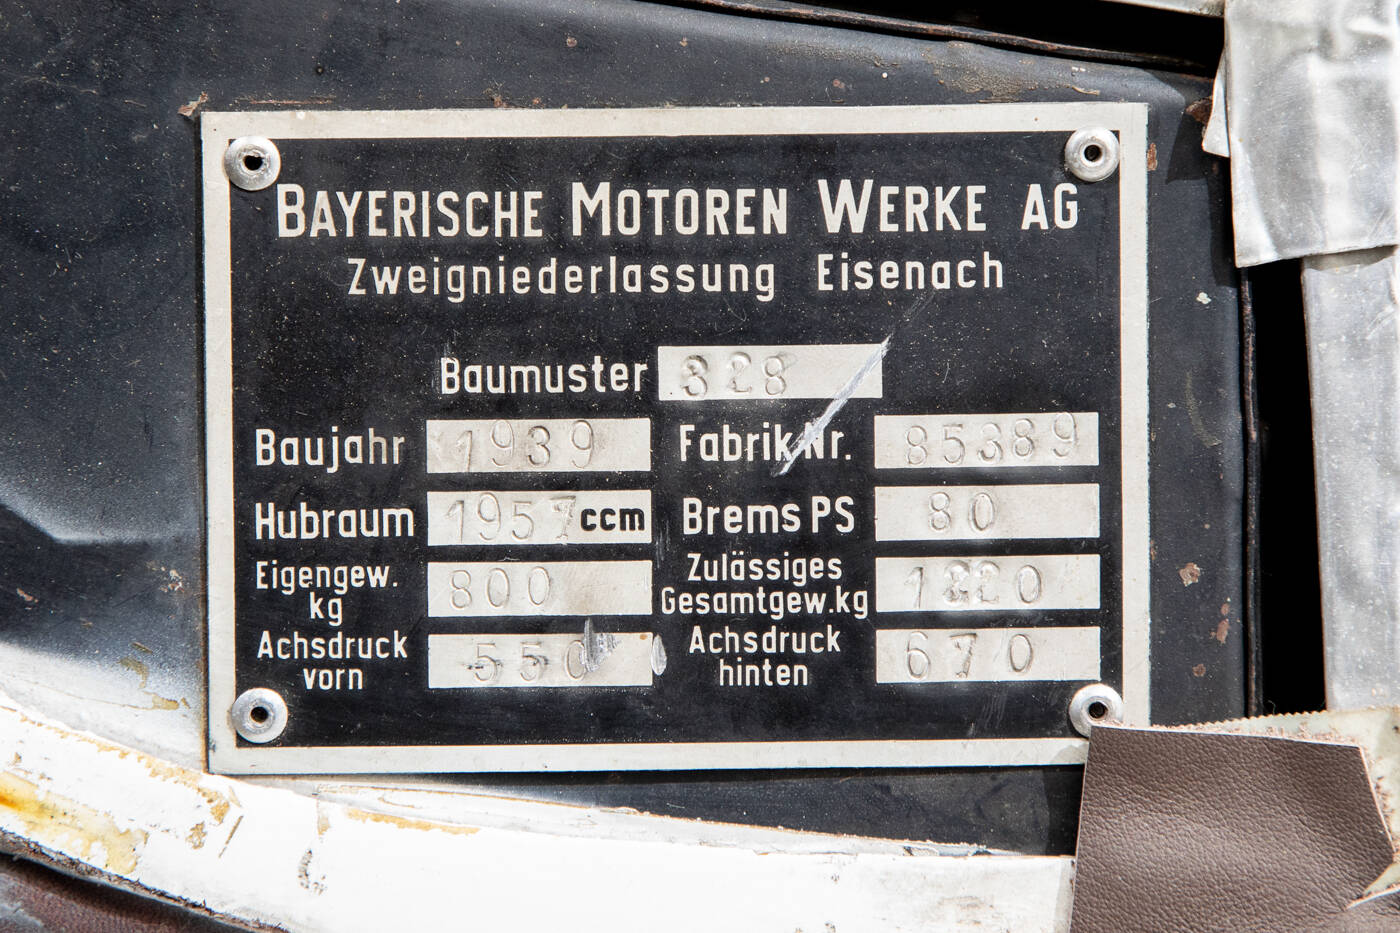 BAYERISCHE MOTOREN WERKE AG
Zweigniederlassung Eisenach
Baumuster 328
Baujahr 1939 Fabrik Nr. 85389
Hubraum 1957 ccm Brems PS 80
Eigengew. kg 800 Zulässiges Gesamtgew.kg
Achsdruck vorn 550 Achsdruck hinten 670